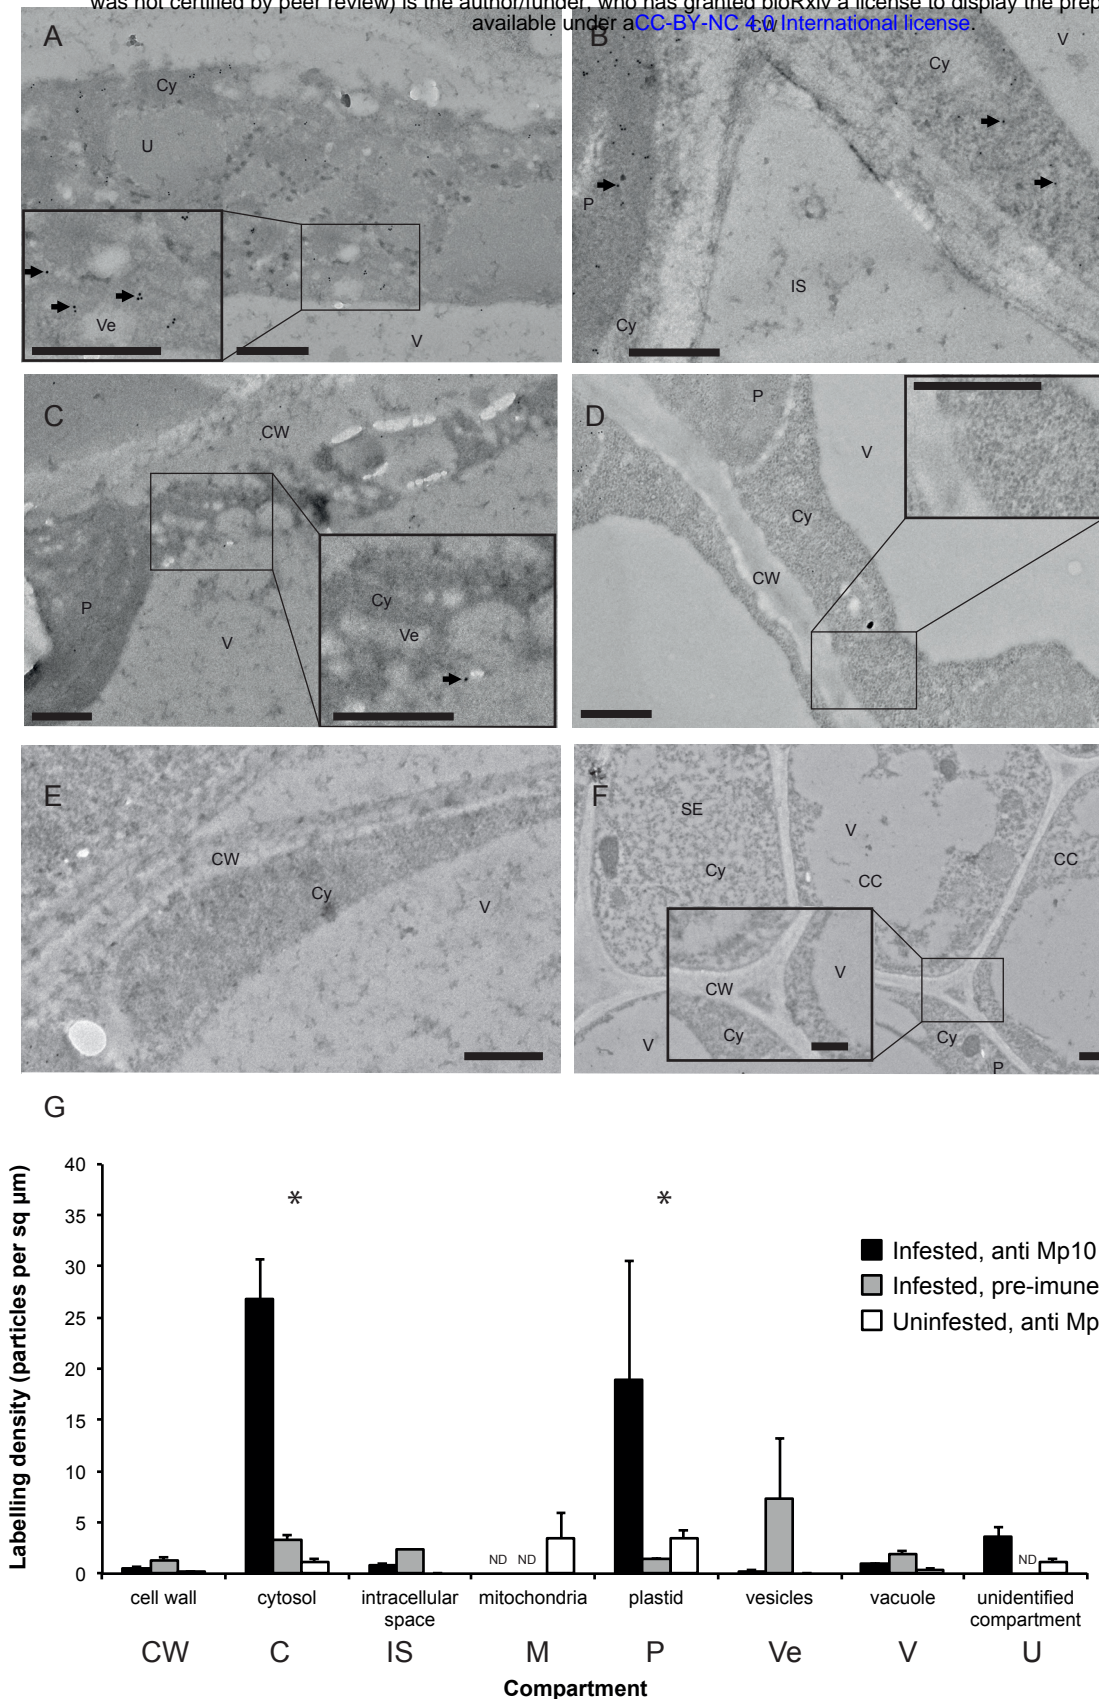 was not certified by peer review) is the author/funder, who has granted bioRxiv a license to display the prep
available under aCC-BY-NC 4.0 International license.
A
Cy
U
Ve
V
B
CW
Cy
V
P
IS
Cy
C
CW
P
V
Cy
Ve
D
P
V
Cy
CW
E
CW
Cy
V
F
SE
V
Cy
CC
CC
V
CW
Cy
V
Cy
P
G
Labelling density (particles per sq µm)
40
35
30
25
20
15
10
5
0
* *
Infested, anti Mp10
Infested, pre-imune
Uninfested, anti Mp
ND ND ND
cell wall cytosol intracellular space mitochondria plastid vesicles vacuole unidentified compartment
CW C IS M P Ve V U
Compartment